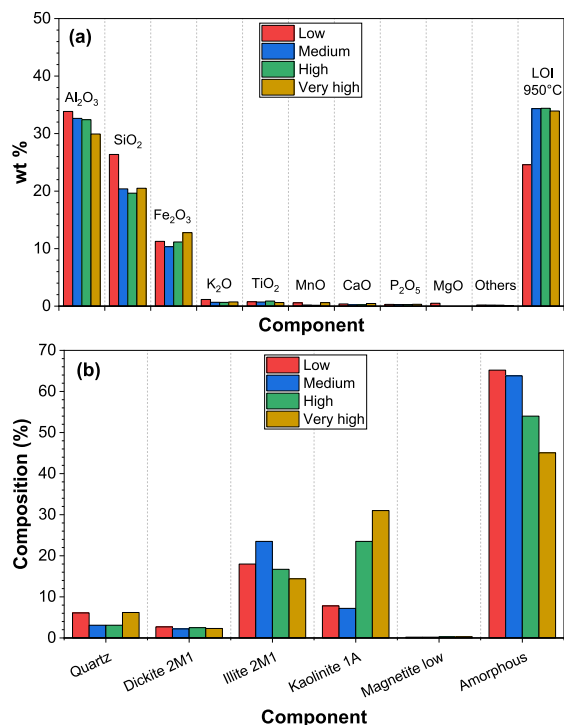 (a)
Low
Medium
High
Very high
Al₂O₃
SiO₂
Fe₂O₃
K₂O
TiO₂
MnO
CaO
P₂O₅
MgO
Others
LOI
950°C
50
40
30
20
10
0
wt %
Component
(b)
Low
Medium
High
Very high
70
60
50
40
30
20
10
0
Composition (%)
Quartz
Dickite 2M1
Illite 2M1
Kaolinite 1A
Magnetite low
Amorphous
Component